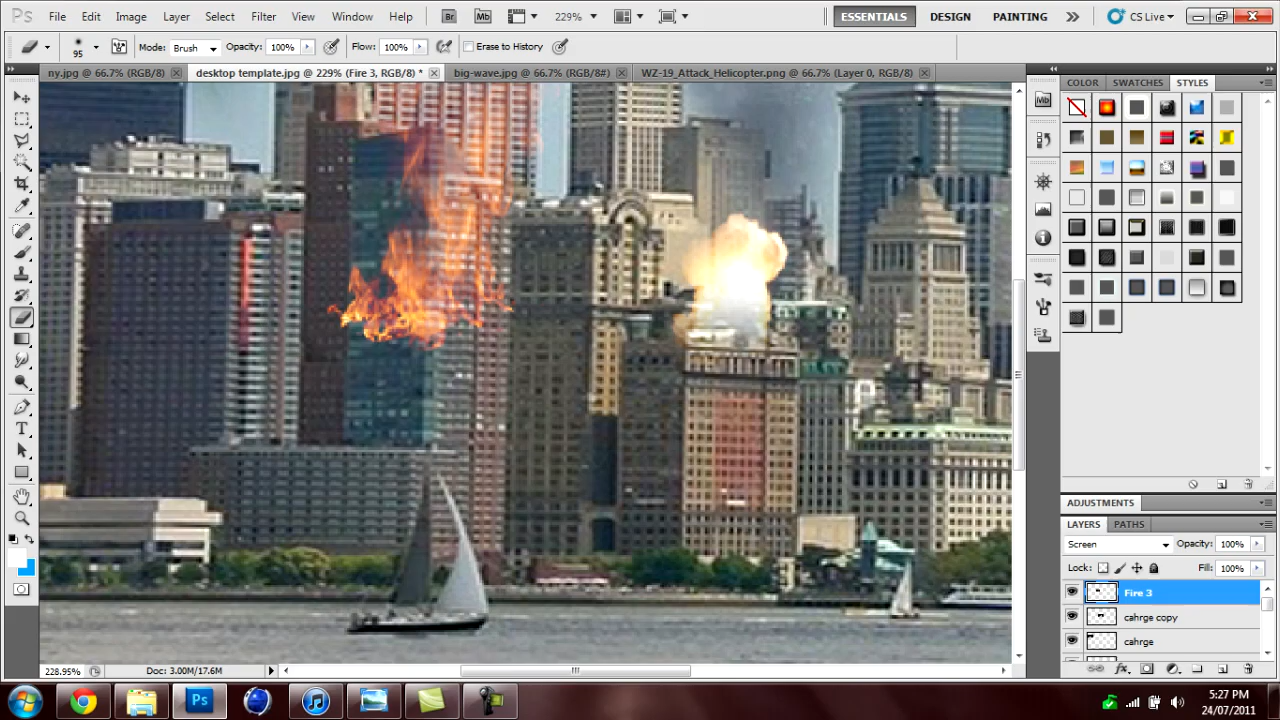 Ps File Edit Image Layer Select Filter View Window Help Br Mb 229% ESSENTIALS DESIGN PAINTING CS Live
95 Mode: Brush Opacity: 100% Flow: 100% Erase to History
ny.jpg @ 66.7% (RGB/8) desktop template.jpg @ 229% (Fire 3, RGB/8) * big-wave.jpg @ 66.7% (RGB/8#) WZ-19_Attack_Helicopter.png @ 66.7% (Layer 0, RGB/8)
COLOR SWATCHES STYLES
Mb
ADJUSTMENTS
LAYERS PATHS
Screen Opacity: 100%
Lock: Fill: 100%
Fire 3
cahrge copy
cahrge
228.95% Doc: 3.00M/17.6M
Ps
5:27 PM
24/07/2011